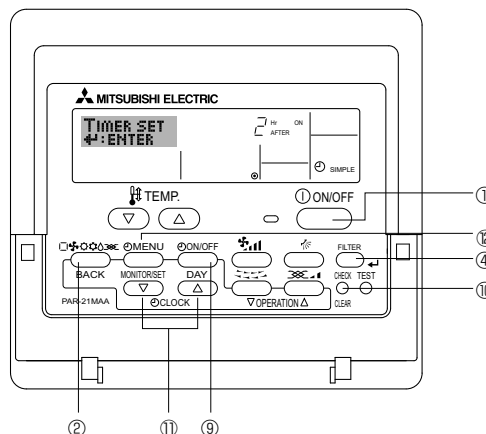 MITSUBISHI ELECTRIC
TIMER SET
:ENTER
2 Hr ON
AFTER
SIMPLE
TEMP.
ON/OFF
①
MENU
ON/OFF
FILTER
⑫
④
BACK
MONITOR/SET
DAY
CHECK TEST
PAR-21MAA
CLOCK
OPERATION
CLEAR
⑩
②
⑪
⑨